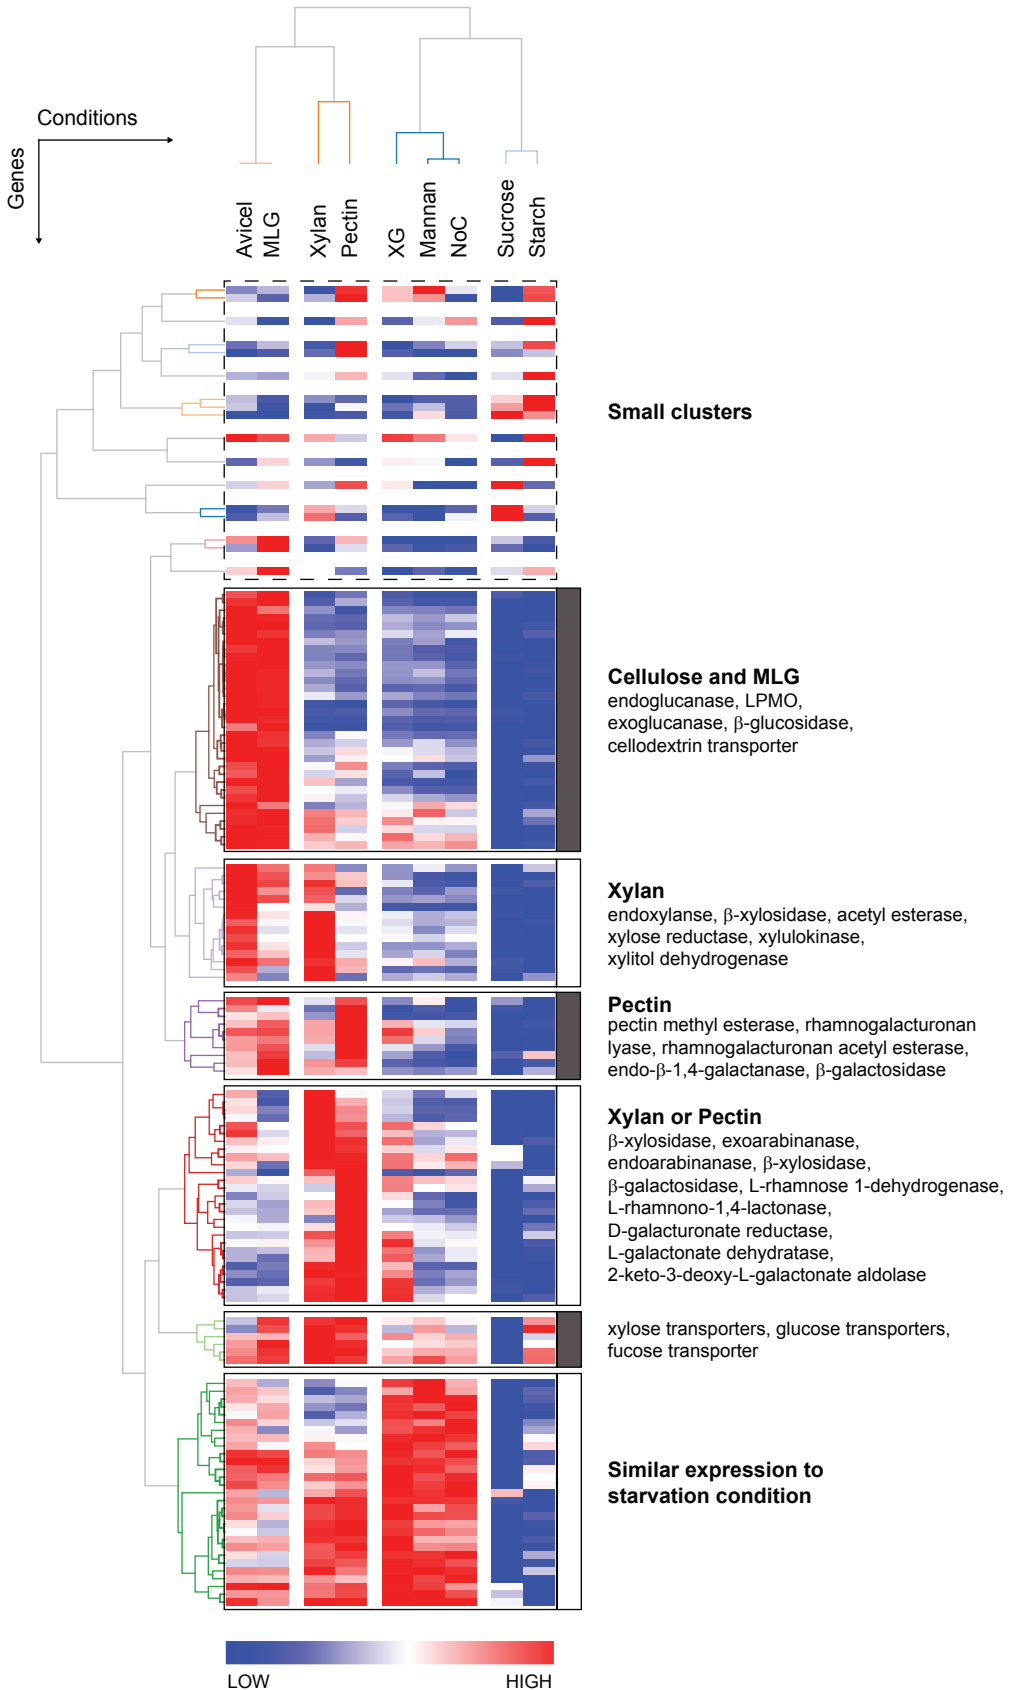 Conditions
Genes
Avicel
MLG
Xylan
Pectin
XG
Mannan
NoC
Sucrose
Starch
Small clusters
Cellulose and MLG
endoglucanase, LPMO,
exoglucanase, β-glucosidase,
cellodextrin transporter
Xylan
endoxylanse, β-xylosidase, acetyl esterase,
xylose reductase, xylulokinase,
xylitol dehydrogenase
Pectin
pectin methyl esterase, rhamnogalacturonan
lyase, rhamnogalacturonan acetyl esterase,
endo-β-1,4-galactanase, β-galactosidase
Xylan or Pectin
β-xylosidase, exoarabinanase,
endoarabinanase, β-xylosidase,
β-galactosidase, L-rhamnose 1-dehydrogenase,
L-rhamnono-1,4-lactonase,
D-galacturonate reductase,
L-galactonate dehydratase,
2-keto-3-deoxy-L-galactonate aldolase
xylose transporters, glucose transporters,
fucose transporter
Similar expression to
starvation condition
LOW
HIGH